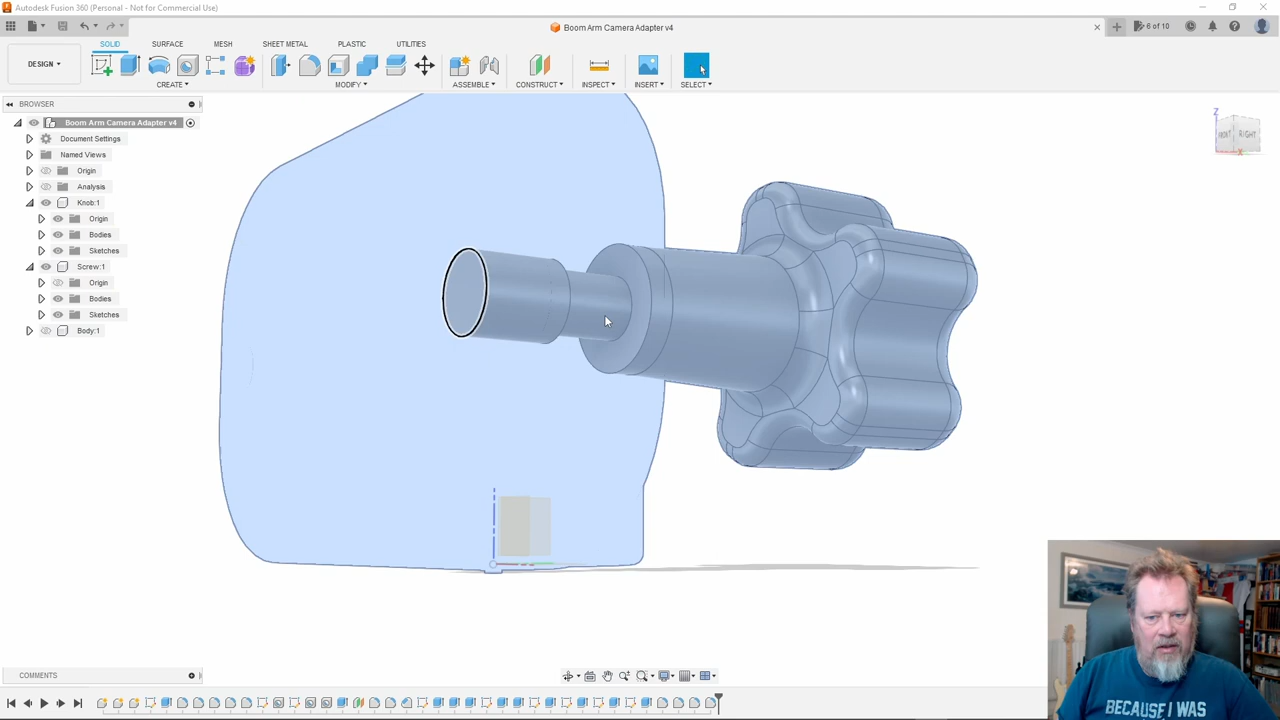 Autodesk Fusion 360 (Personal - Not for Commercial Use)
Boom Arm Camera Adapter v4
6 of 10
SOLID
SURFACE
MESH
SHEET METAL
PLASTIC
UTILITIES
DESIGN
CREATE
MODIFY
ASSEMBLE
CONSTRUCT
INSPECT
INSERT
SELECT
BROWSER
Boom Arm Camera Adapter v4
Document Settings
Named Views
Origin
Analysis
Knob:1
Origin
Bodies
Sketches
Screw:1
Origin
Bodies
Sketches
Body:1
Z
FRONT
RIGHT
X
COMMENTS
BECAUSE I WAS